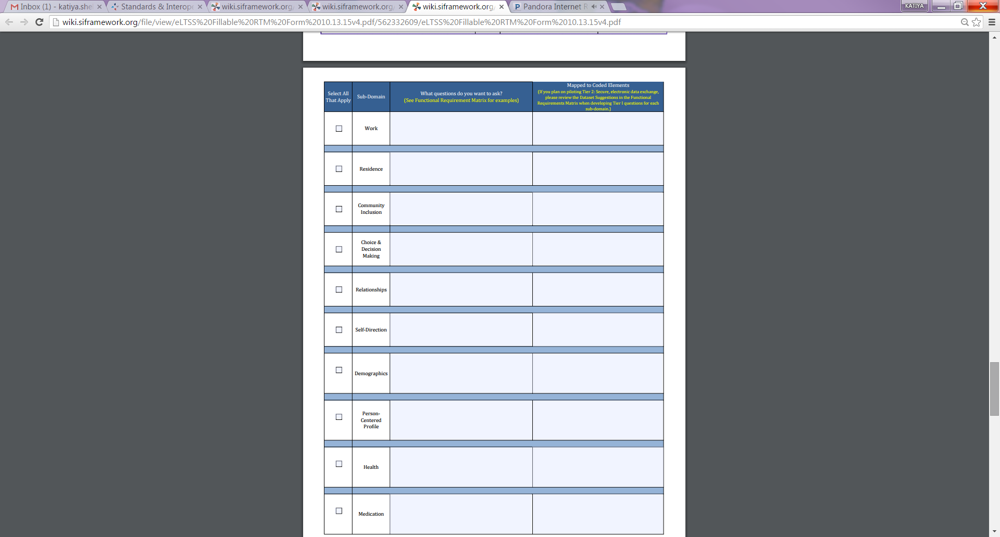 Inbox (1) - katiya.she
Standards & Interope
wiki.siframework.org/
wiki.siframework.org/
wiki.siframework.org/
Pandora Internet R
KATIYA
wiki.siframework.org/file/view/eLTSS%20Fillable%20RTM%20Form%2010.13.15v4.pdf/562332609/eLTSS%20Fillable%20RTM%20Form%2010.13.15v4.pdf
Select All
That Apply
Sub-Domain
What questions do you want to ask?
(See Functional Requirement Matrix for examples)
Mapped to Coded Elements
(If you plan on piloting Tier 2: Secure, electronic data exchange,
please review the Dataset Suggestions in the Functional
Requirements Matrix when developing Tier I questions for each
sub-domain.)
Work
Residence
Community
Inclusion
Choice &
Decision
Making
Relationships
Self-Direction
Demographics
Person-
Centered
Profile
Health
Medication